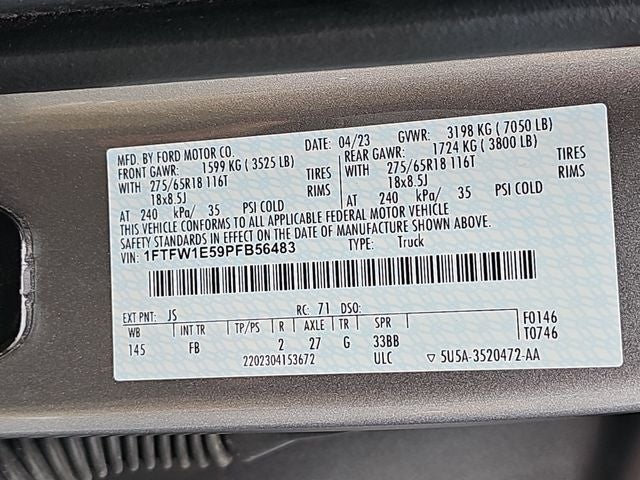 MFD. BY FORD MOTOR CO. DATE: 04/23 GVWR: 3198 KG ( 7050 LB)
FRONT GAWR: 1599 KG ( 3525 LB) REAR GAWR: 1724 KG ( 3800 LB)
WITH 275/65R18 116T TIRES WITH 275/65R18 116T TIRES
18x8.5J RIMS 18x8.5J RIMS
AT 240 kPa/ 35 PSI COLD AT 240 kPa/ 35 PSI COLD
THIS VEHICLE CONFORMS TO ALL APPLICABLE FEDERAL MOTOR VEHICLE
SAFETY STANDARDS IN EFFECT ON THE DATE OF MANUFACTURE SHOWN ABOVE.
VIN: 1FTFW1E59PFB56483 TYPE: Truck
EXT PNT: JS RC: 71 DSO:
WB INT TR TP/PS R AXLE TR SPR F0146
145 FB 2 27 G 33BB T0746
2202304153672 ULC ▽ 5U5A-3520472-AA